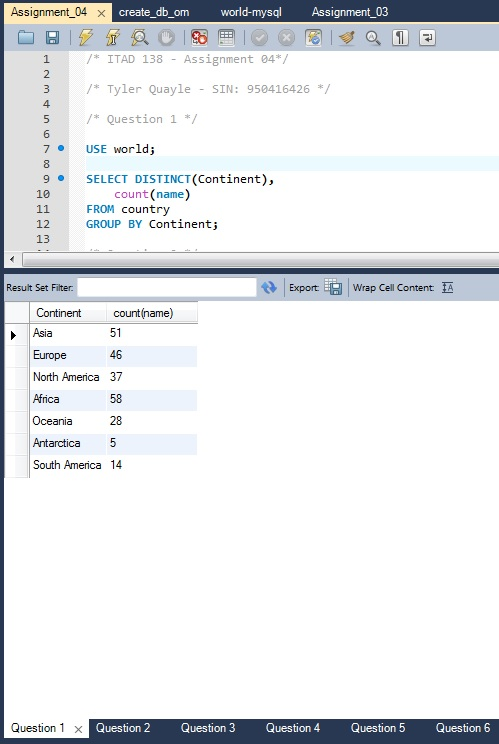 Assignment_04 × create_db_om world-mysql Assignment_03
1 /* ITAD 138 - Assignment 04*/
2
3 /* Tyler Quayle - SIN: 950416426 */
4
5 /* Question 1 */
6
7 USE world;
8
9 SELECT DISTINCT(Continent),
10 count(name)
11 FROM country
12 GROUP BY Continent;
13
Result Set Filter: Export: Wrap Cell Content:
Continent count(name)
Asia 51
Europe 46
North America 37
Africa 58
Oceania 28
Antarctica 5
South America 14
Question 1 × Question 2 Question 3 Question 4 Question 5 Question 6